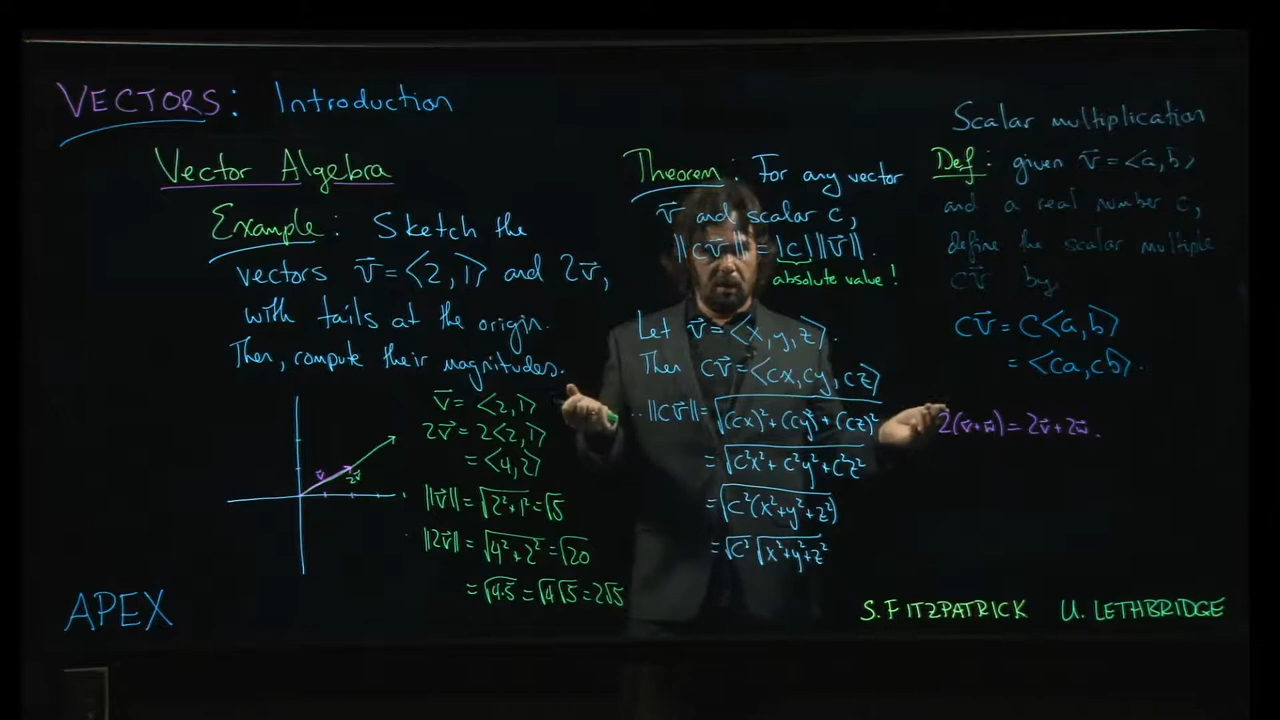 VECTORS: Introduction
Vector Algebra
Example: Sketch the
vectors v⃗ = <2,1> and 2v⃗,
with tails at the origin.
Then, compute their magnitudes.
v⃗
2v⃗
v⃗ = <2,1>
2v⃗ = 2<2,1>
= <4,2>
||v⃗|| = √(2²+1²) = √5
||2v⃗|| = √(4²+2²) = √20
= √(4·5) = √4√5 = 2√5
APEX
Theorem: For any vector
v⃗ and scalar c,
||cv⃗|| = |c| ||v⃗||.
absolute value!
Let v⃗ = <x,y,z>.
Then cv⃗ = <cx,cy,cz>
∴ ||cv⃗|| = √((cx)²+(cy)²+(cz)²)
= √(c²x²+c²y²+c²z²)
= √(c²(x²+y²+z²))
= √c² √(x²+y²+z²)
Scalar multiplication
Def: given v⃗ = <a,b>
and a real number c,
define the scalar multiple
cv⃗ by
cv⃗ = c<a,b>
= <ca,cb>.
2(v⃗+w⃗) = 2v⃗+2w⃗.
S. FITZPATRICK U. LETHBRIDGE